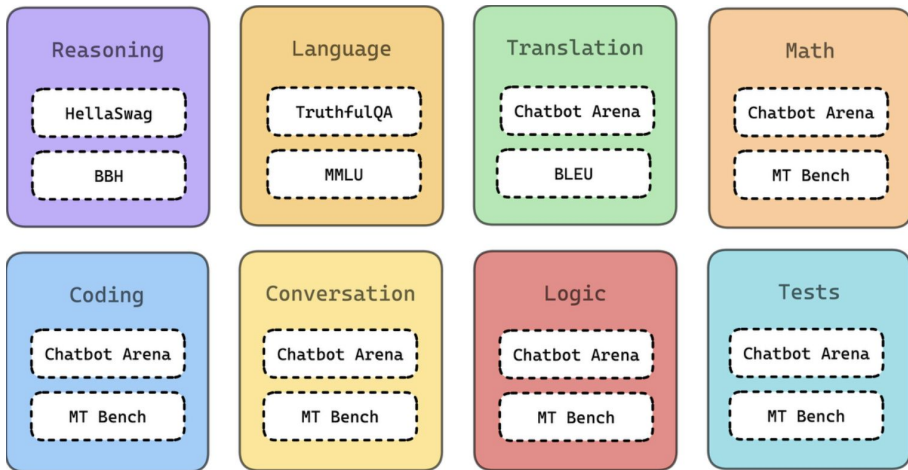 Reasoning
HellaSwag
BBH
Language
TruthfulQA
MMLU
Translation
Chatbot Arena
BLEU
Math
Chatbot Arena
MT Bench
Coding
Chatbot Arena
MT Bench
Conversation
Chatbot Arena
MT Bench
Logic
Chatbot Arena
MT Bench
Tests
Chatbot Arena
MT Bench